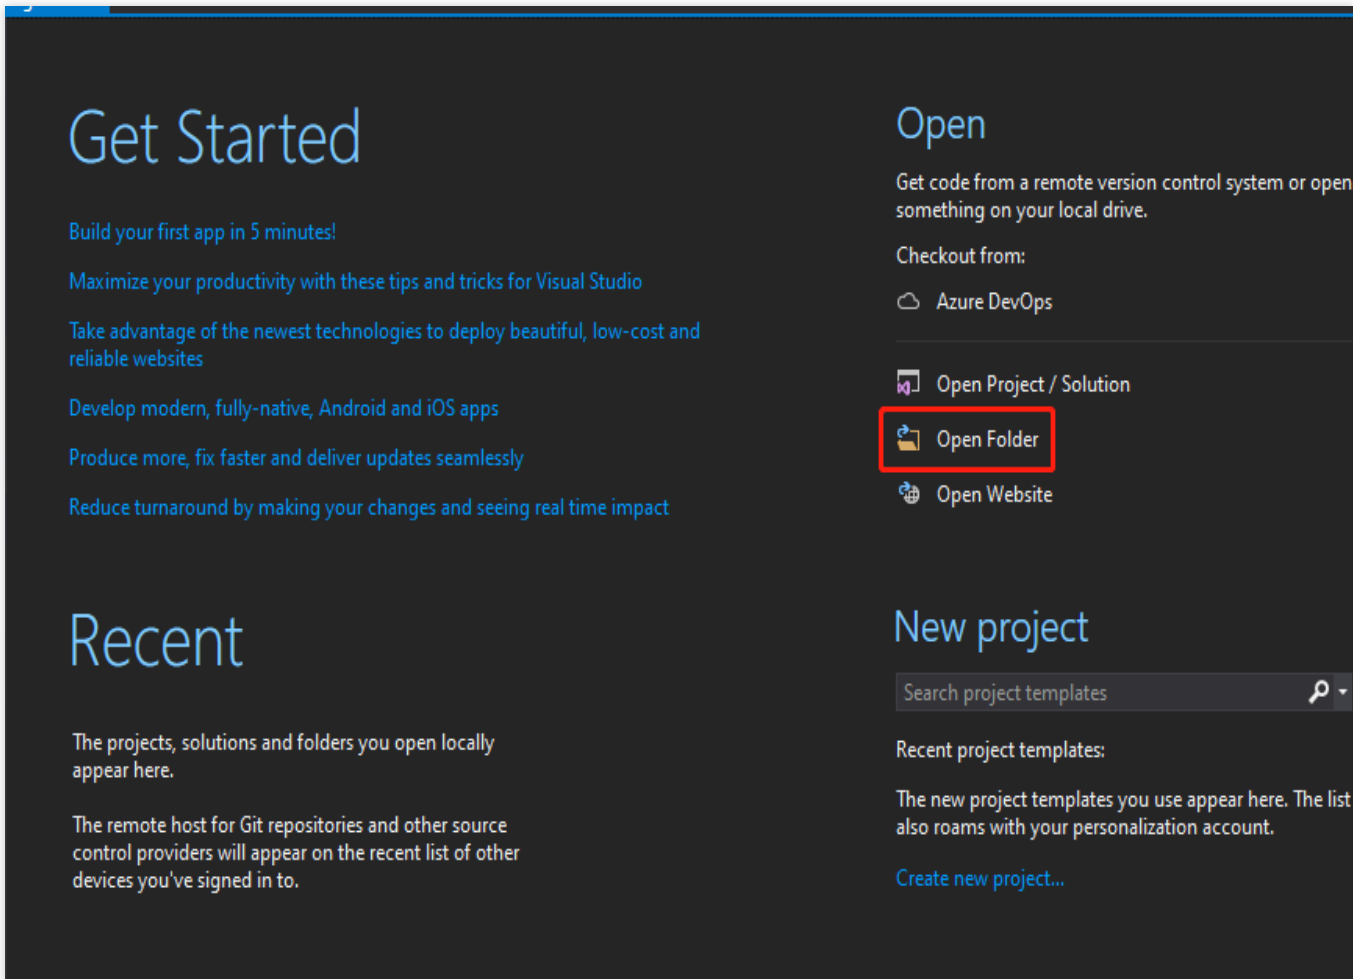 Get Started
Build your first app in 5 minutes!
Maximize your productivity with these tips and tricks for Visual Studio
Take advantage of the newest technologies to deploy beautiful, low-cost and
reliable websites
Develop modern, fully-native, Android and iOS apps
Produce more, fix faster and deliver updates seamlessly
Reduce turnaround by making your changes and seeing real time impact
Recent
The projects, solutions and folders you open locally
appear here.
The remote host for Git repositories and other source
control providers will appear on the recent list of other
devices you've signed in to.
Open
Get code from a remote version control system or open
something on your local drive.
Checkout from:
Azure DevOps
Open Project / Solution
Open Folder
Open Website
New project
Search project templates
Recent project templates:
The new project templates you use appear here. The list
also roams with your personalization account.
Create new project...